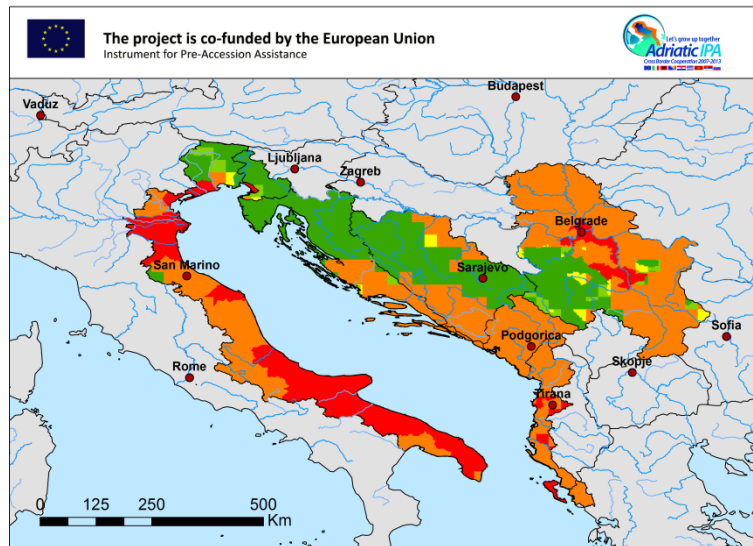 The project is co-funded by the European Union
Instrument for Pre-Accession Assistance
Let's grow up together
Adriatic IPA
Cross Border Cooperation 2007-2013
Budapest
Vaduz
Ljubljana
Zagreb
Belgrade
San Marino
Sarajevo
Sofia
Podgorica
Rome
Skopje
Tirana
0 125 250 500
Km